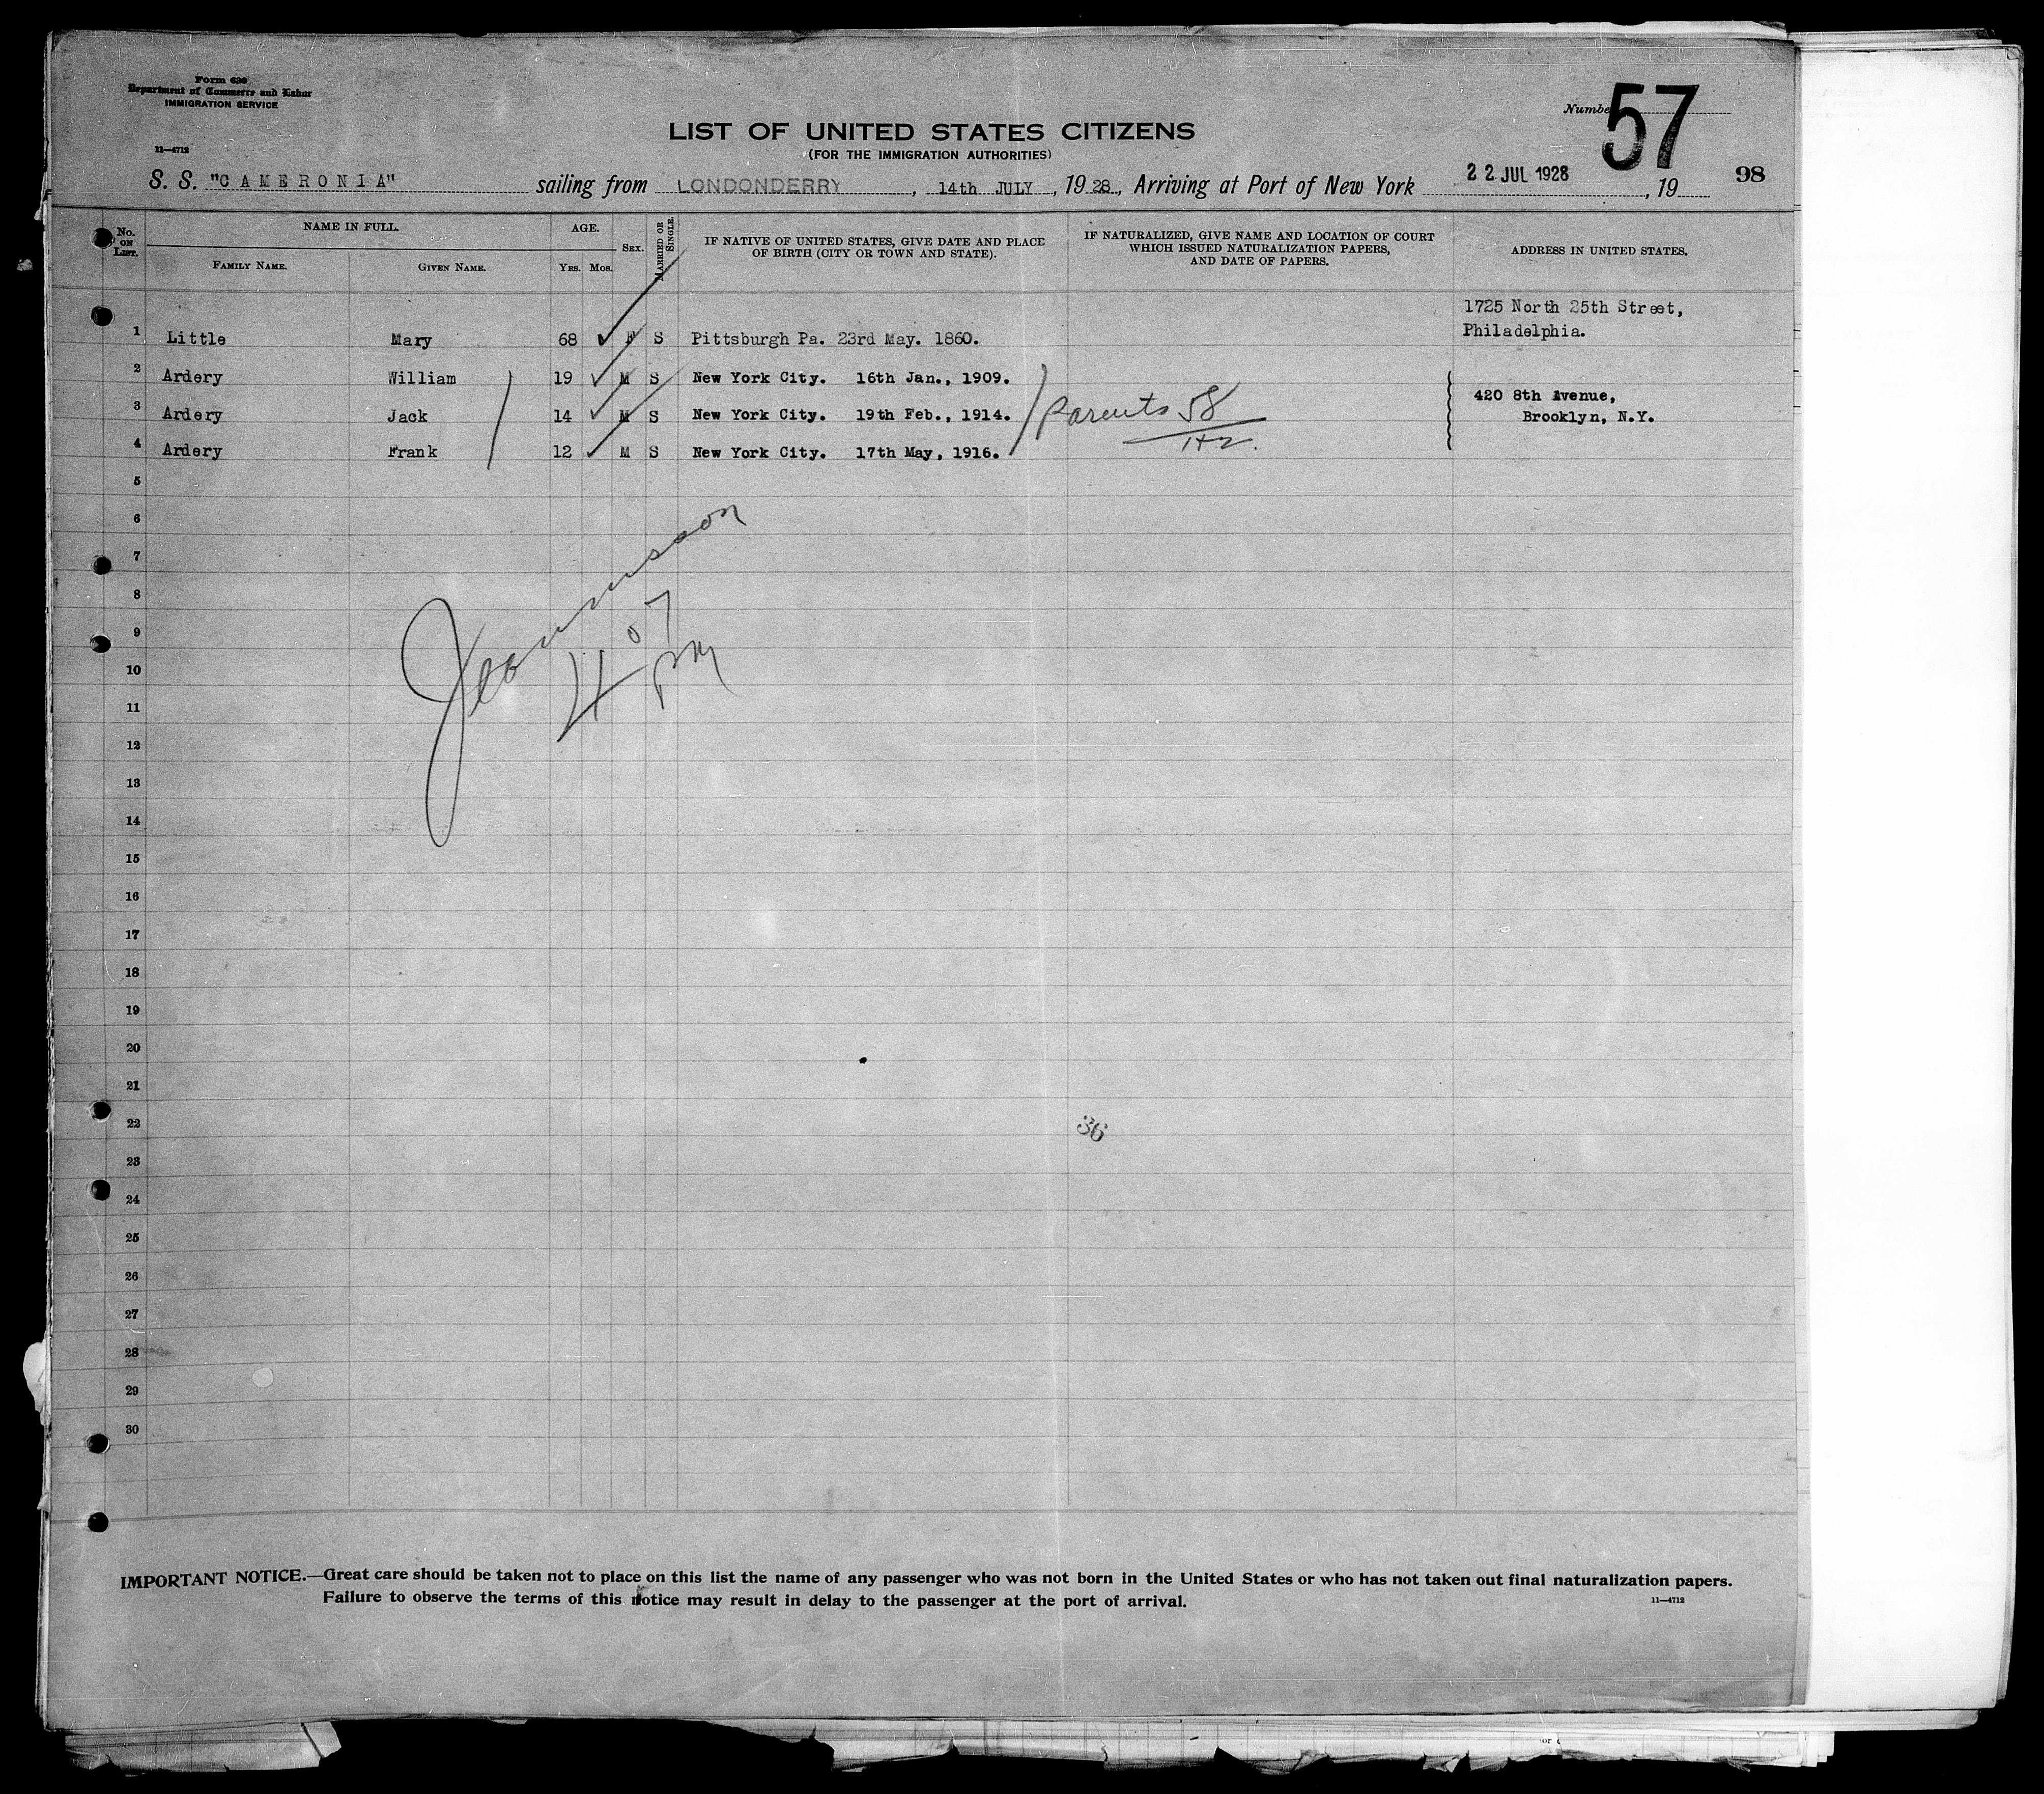 Form 630
Department of Commerce and Labor
IMMIGRATION SERVICE
11—4712
Number 57
LIST OF UNITED STATES CITIZENS
(FOR THE IMMIGRATION AUTHORITIES)
S. S. "CAMERONIA" sailing from LONDONDERRY, 14th JULY, 1928., Arriving at Port of New York 22 JUL 1928, 19 98
No. ON LIST. NAME IN FULL. AGE. SEX. MARRIED OR SINGLE. IF NATIVE OF UNITED STATES, GIVE DATE AND PLACE OF BIRTH (CITY OR TOWN AND STATE). IF NATURALIZED, GIVE NAME AND LOCATION OF COURT WHICH ISSUED NATURALIZATION PAPERS, AND DATE OF PAPERS. ADDRESS IN UNITED STATES.
FAMILY NAME. GIVEN NAME. YRS. MOS.
1725 North 25th Street,
1 Little Mary 68 F S Pittsburgh Pa. 23rd May. 1860. Philadelphia.
2 Ardery William 19 M S New York City. 16th Jan., 1909.
420 8th Avenue,
3 Ardery Jack 14 M S New York City. 19th Feb., 1914. Parents 58 Brooklyn, N.Y.
1+2.
4 Ardery Frank 12 M S New York City. 17th May, 1916.
5
6
7
8
9
4 07
PM
10
11
12
13
14
15
16
17
18
19
20
21
22
36
23
24
25
26
27
28
29
30
IMPORTANT NOTICE.—Great care should be taken not to place on this list the name of any passenger who was not born in the United States or who has not taken out final naturalization papers.
Failure to observe the terms of this notice may result in delay to the passenger at the port of arrival.
11—4712